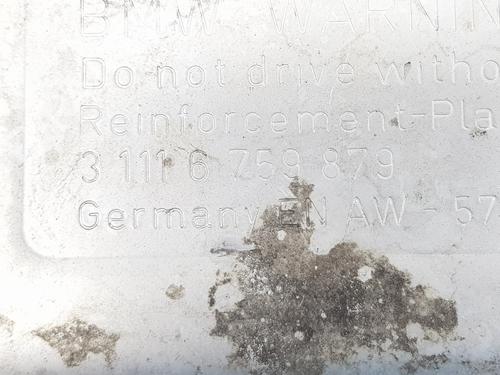 BMW - WARNIN
Do not drive witho
Reinforcement-Pla
3 111 6 759 879
Germany EN AW - 57